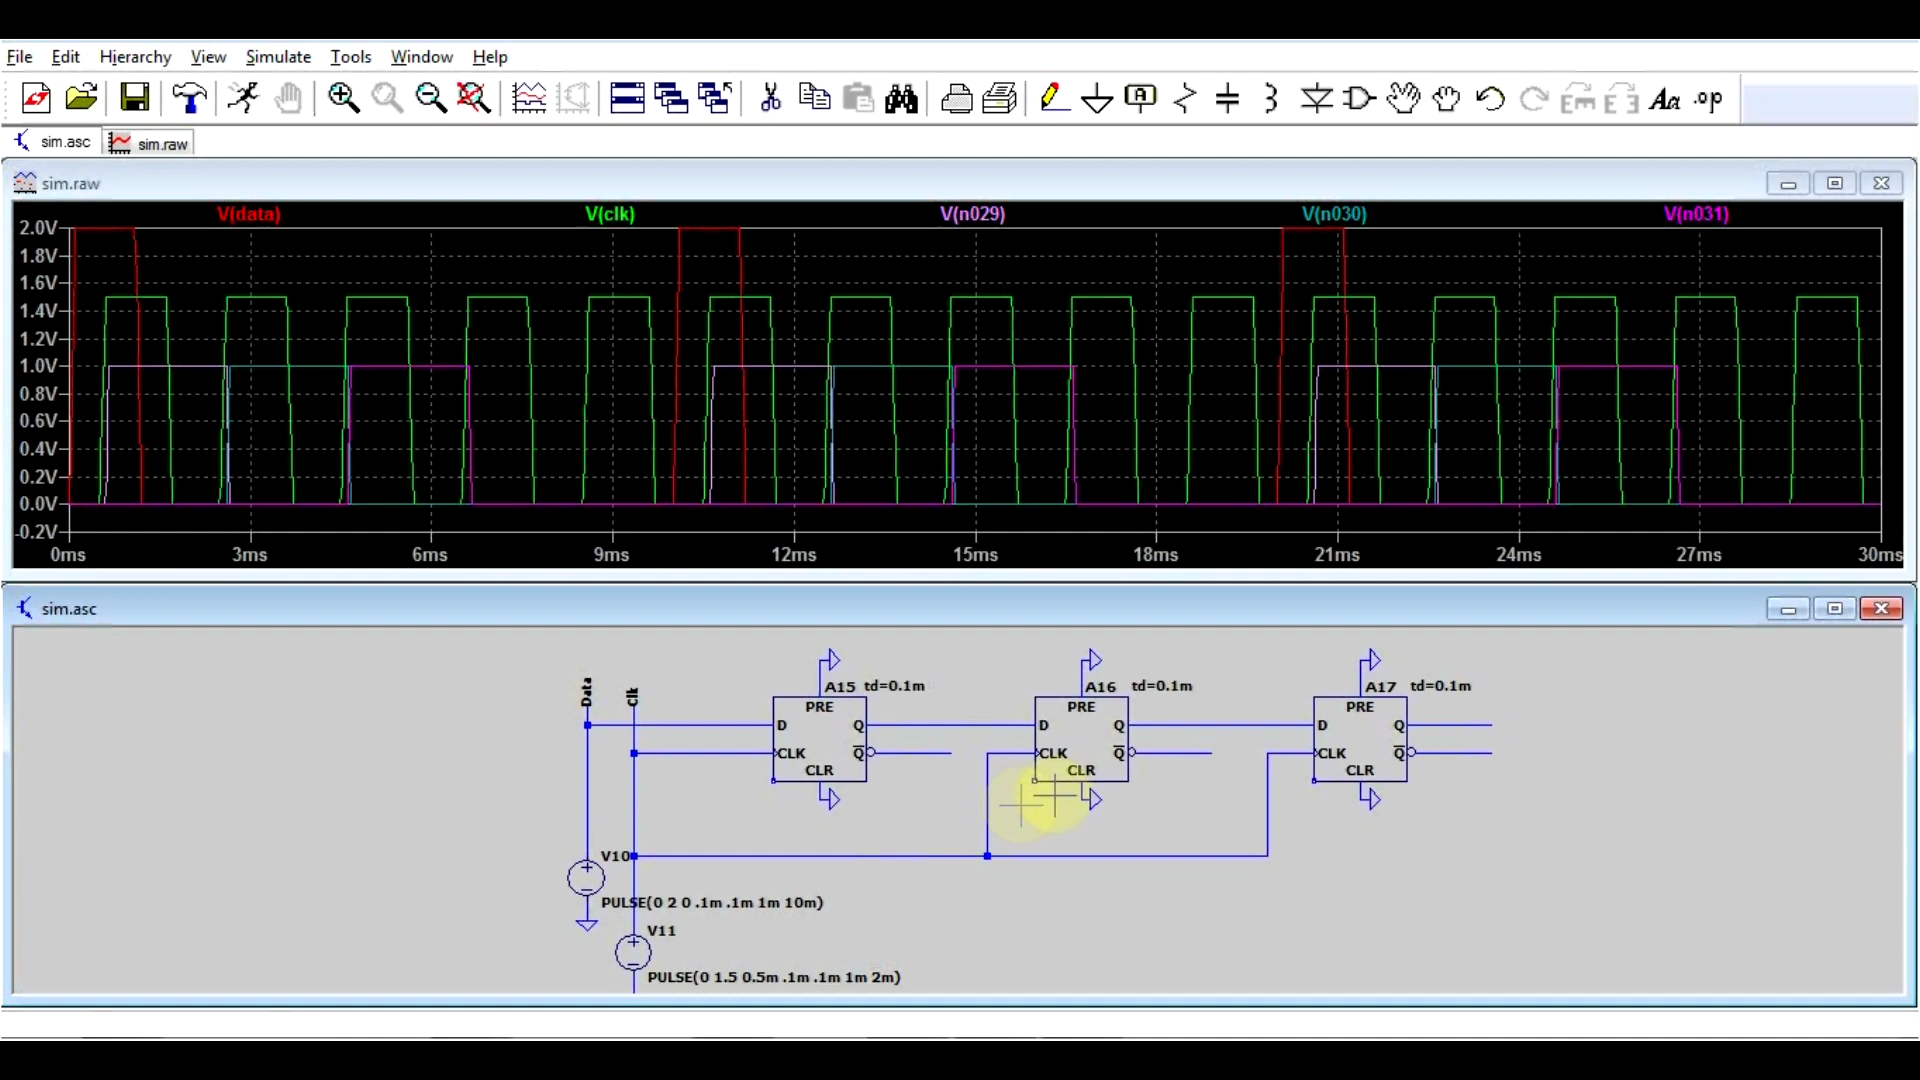 File Edit Hierarchy View Simulate Tools Window Help
A Aa .op
sim.asc sim.raw
sim.raw
V(data) V(clk) V(n029) V(n030) V(n031)
2.0V
1.8V
1.6V
1.4V
1.2V
1.0V
0.8V
0.6V
0.4V
0.2V
0.0V
-0.2V
0ms 3ms 6ms 9ms 12ms 15ms 18ms 21ms 24ms 27ms 30ms
sim.asc
Data Clk
A15 td=0.1m A16 td=0.1m A17 td=0.1m
PRE PRE PRE
D Q D Q D Q
CLK Q CLK Q CLK Q
CLR CLR CLR
V10
PULSE(0 2 0 .1m .1m 1m 10m)
V11
PULSE(0 1.5 0.5m .1m .1m 1m 2m)